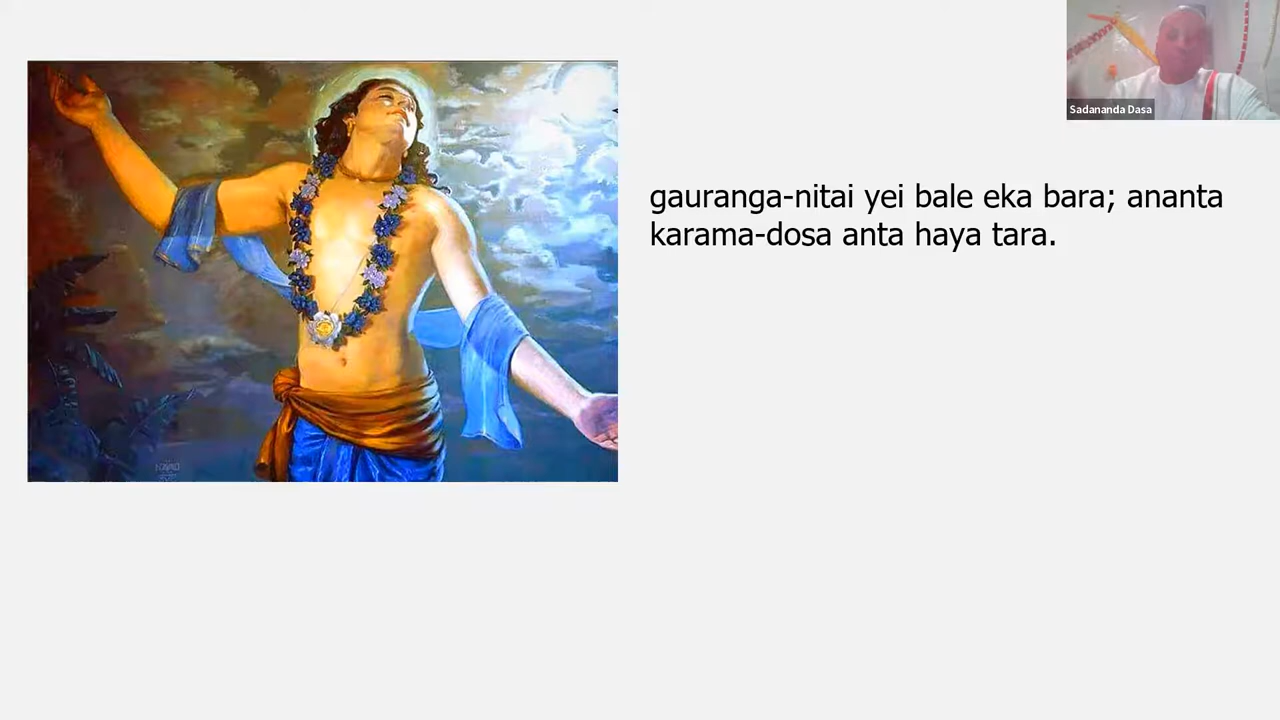 Sadananda Dasa
gauranga-nitai yei bale eka bara; ananta
karama-dosa anta haya tara.